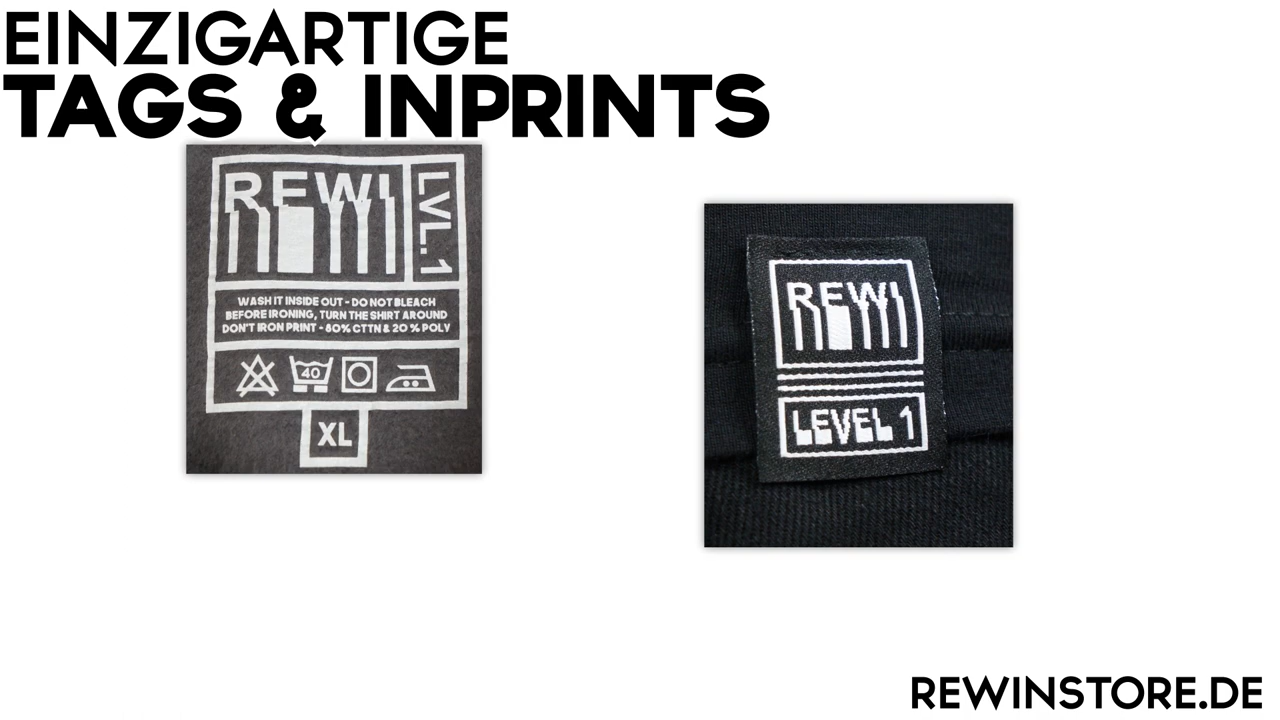 EINZIGARTIGE
TAGS & INPRINTS
REWI
LVL.1
WASH IT INSIDE OUT - DO NOT BLEACH
BEFORE IRONING, TURN THE SHIRT AROUND
DON'T IRON PRINT - 80% CTTN & 20 % POLY
40
XL
REWI
LEVEL 1
REWINSTORE.DE